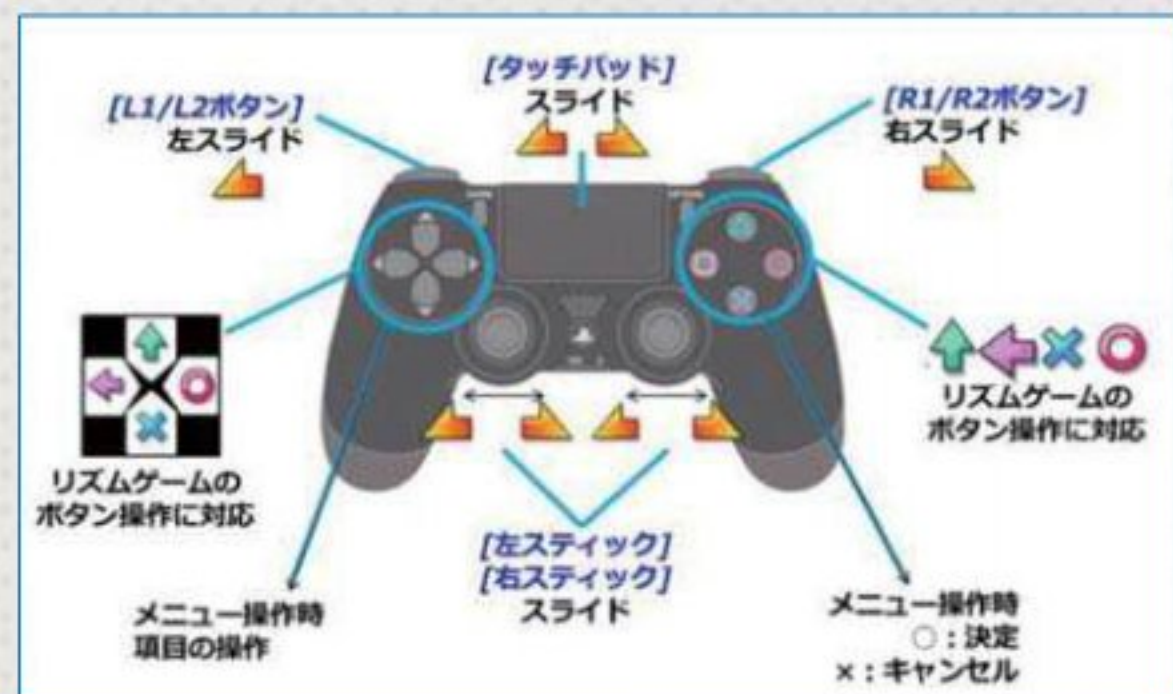 [タッチパッド]
スライド
[L1/L2ボタン]
左スライド
[R1/R2ボタン]
右スライド
リズムゲームの
ボタン操作に対応
リズムゲームの
ボタン操作に対応
[左スティック]
[右スティック]
スライド
メニュー操作時
項目の操作
メニュー操作時
○:決定
×:キャンセル